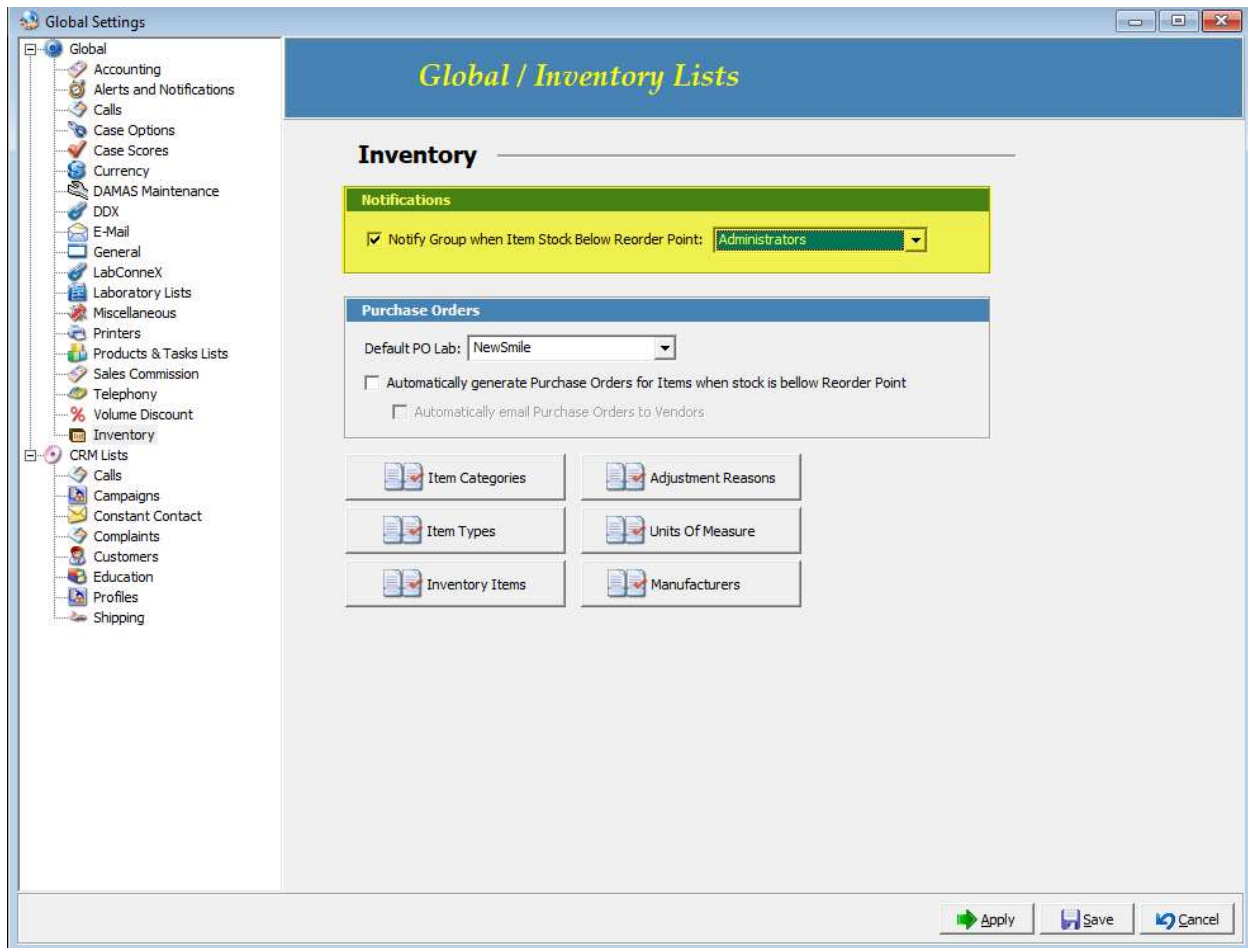 Global Settings
Global
Accounting
Alerts and Notifications
Calls
Case Options
Case Scores
Currency
DAMAS Maintenance
DDX
E-Mail
General
LabConneX
Laboratory Lists
Miscellaneous
Printers
Products & Tasks Lists
Sales Commission
Telephony
Volume Discount
Inventory
CRM Lists
Calls
Campaigns
Constant Contact
Complaints
Customers
Education
Profiles
Shipping
Global / Inventory Lists
Inventory
Notifications
Notify Group when Item Stock Below Reorder Point: Administrators
Purchase Orders
Default PO Lab: NewSmile
Automatically generate Purchase Orders for Items when stock is bellow Reorder Point
Automatically email Purchase Orders to Vendors
Item Categories Adjustment Reasons
Item Types Units Of Measure
Inventory Items Manufacturers
Apply Save Cancel